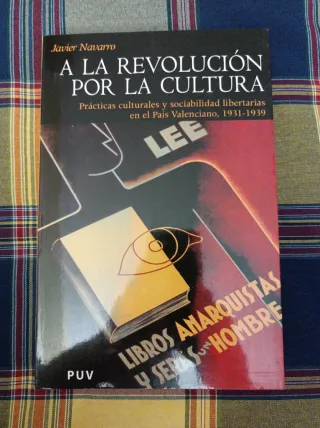 Javier Navarro
A LA REVOLUCIÓN
POR LA CULTURA
Prácticas culturales y sociabilidad libertarias
en el País Valenciano, 1931-1939
LEE
LIBROS ANARQUISTAS
Y SERÁS UN HOMBRE
PUV